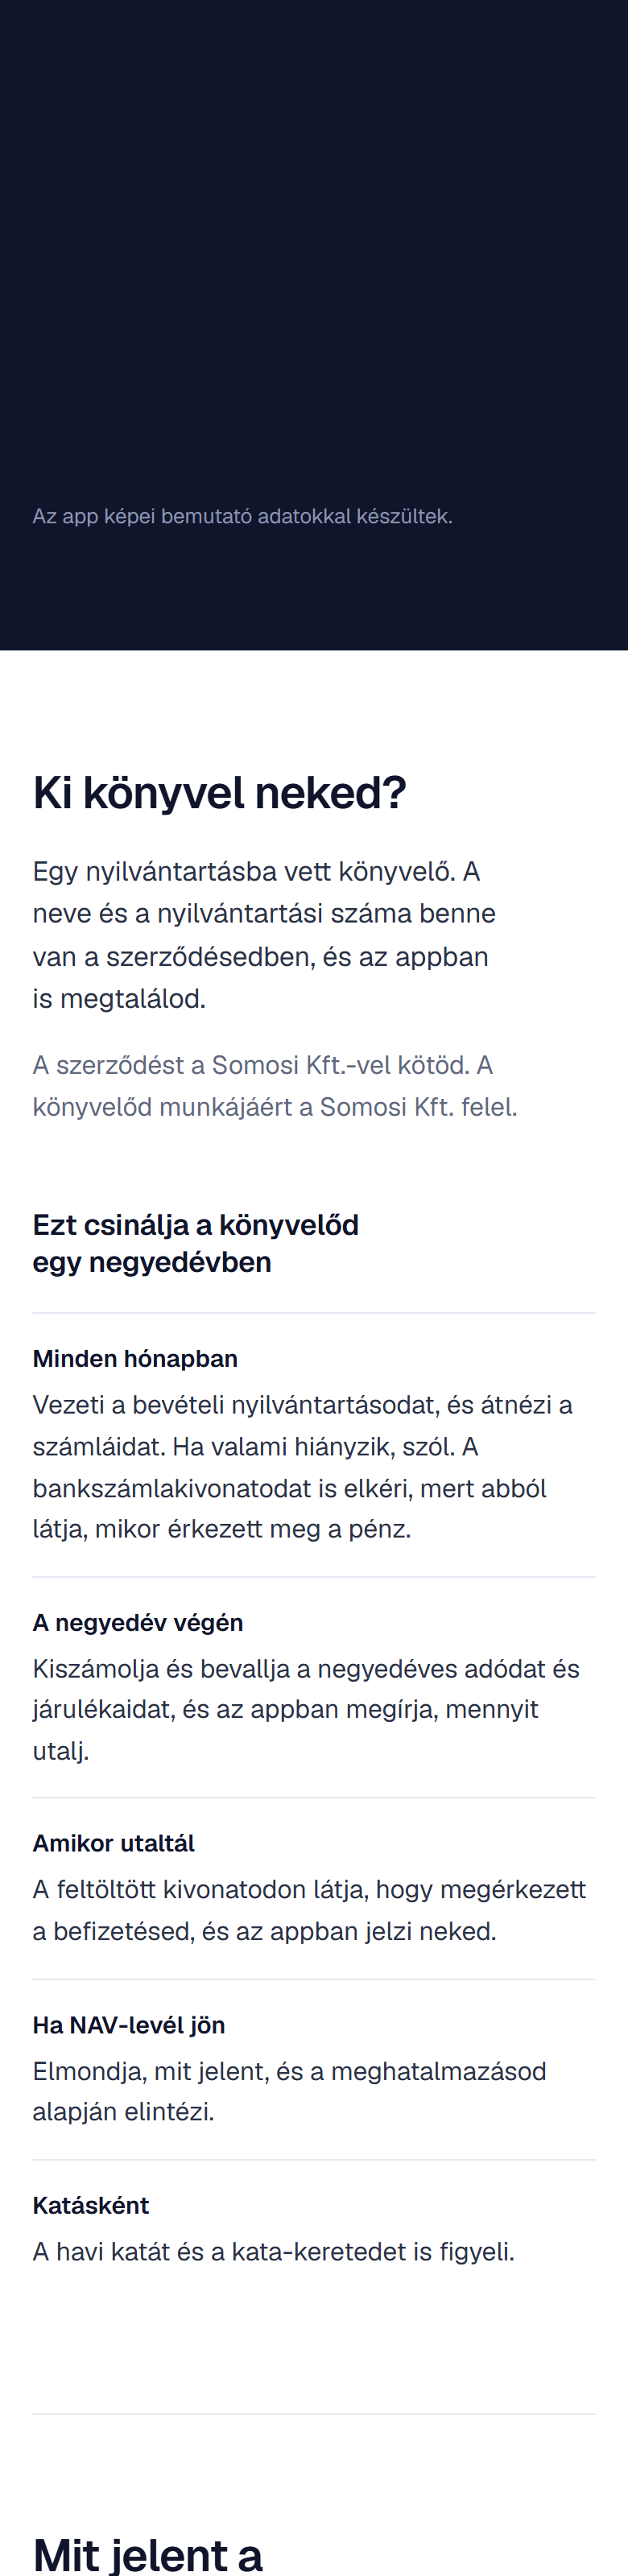 Az app képei bemutató adatokkal készültek.
Ki könyvel neked?
Egy nyilvántartásba vett könyvelő. A
neve és a nyilvántartási száma benne
van a szerződésedben, és az appban
is megtalálod.
A szerződést a Somosi Kft.-vel kötöd. A
könyvelőd munkájáért a Somosi Kft. felel.
Ezt csinálja a könyvelőd
egy negyedévben
Minden hónapban
Vezeti a bevételi nyilvántartásodat, és átnézi a
számláidat. Ha valami hiányzik, szól. A
bankszámlakivonatodat is elkéri, mert abból
látja, mikor érkezett meg a pénz.
A negyedév végén
Kiszámolja és bevallja a negyedéves adódat és
járulékaidat, és az appban megírja, mennyit
utalj.
Amikor utaltál
A feltöltött kivonatodon látja, hogy megérkezett
a befizetésed, és az appban jelzi neked.
Ha NAV-levél jön
Elmondja, mit jelent, és a meghatalmazásod
alapján elintézi.
Katásként
A havi katát és a kata-keretedet is figyeli.
Mit jelent a